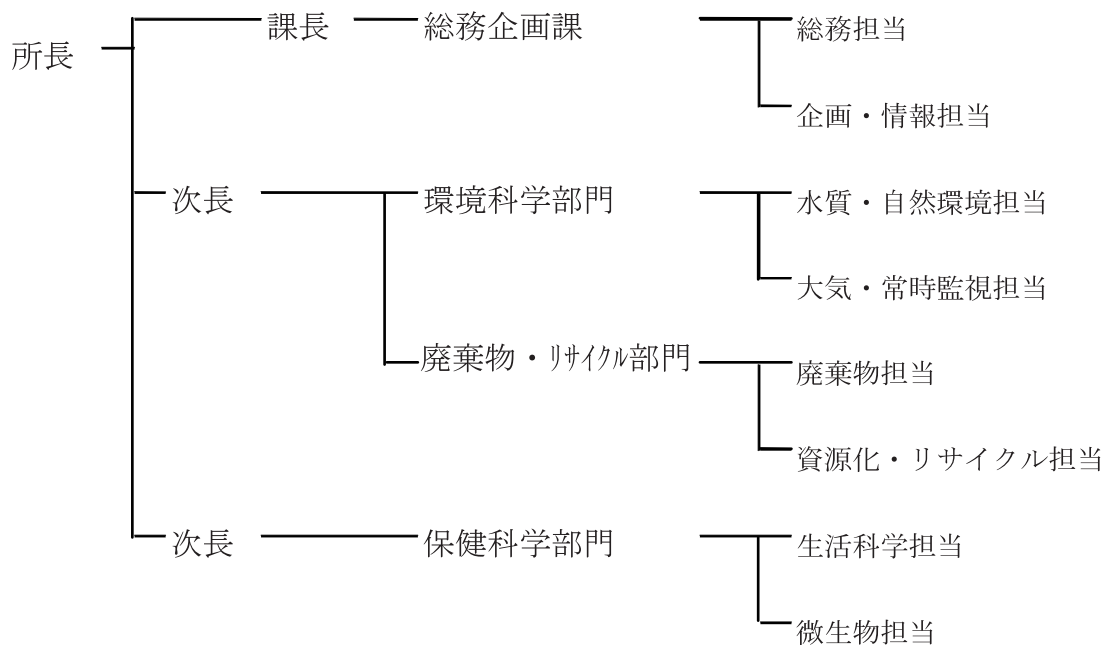 所長
課長 総務企画課 総務担当
企画・情報担当
次長 環境科学部門 水質・自然環境担当
大気・常時監視担当
廃棄物・ﾘｻｲｸﾙ部門 廃棄物担当
資源化・リサイクル担当
次長 保健科学部門 生活科学担当
微生物担当